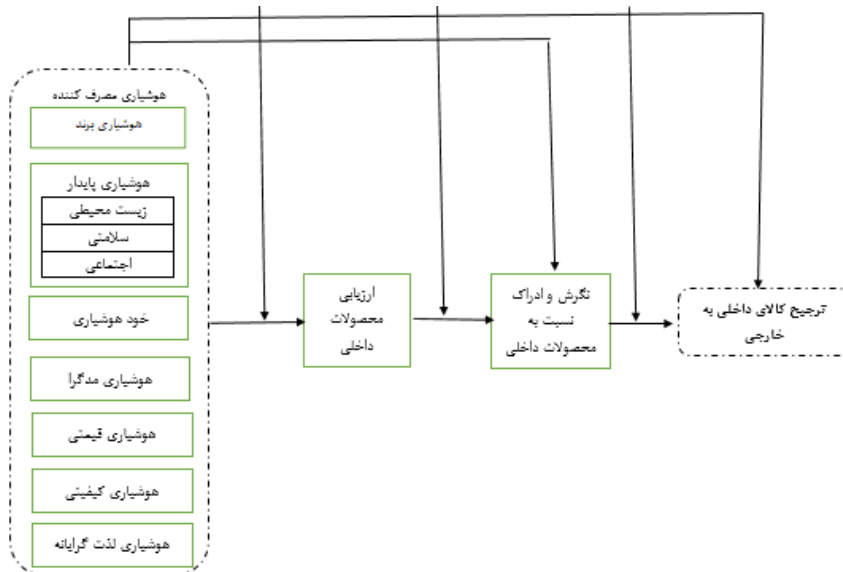 هوشیاری مصرف کننده
هوشیاری برند
هوشیاری پایدار
زیست محیطی
سلامتی
اجتماعی
خود هوشیاری
هوشیاری مدگرا
هوشیاری قیمتی
هوشیاری کیفیتی
هوشیاری لذت گرایانه
ارزیابی
محصولات
داخلی
نگرش و ادراک
نسبت به
محصولات داخلی
ترجیح کالای داخلی به
خارجی